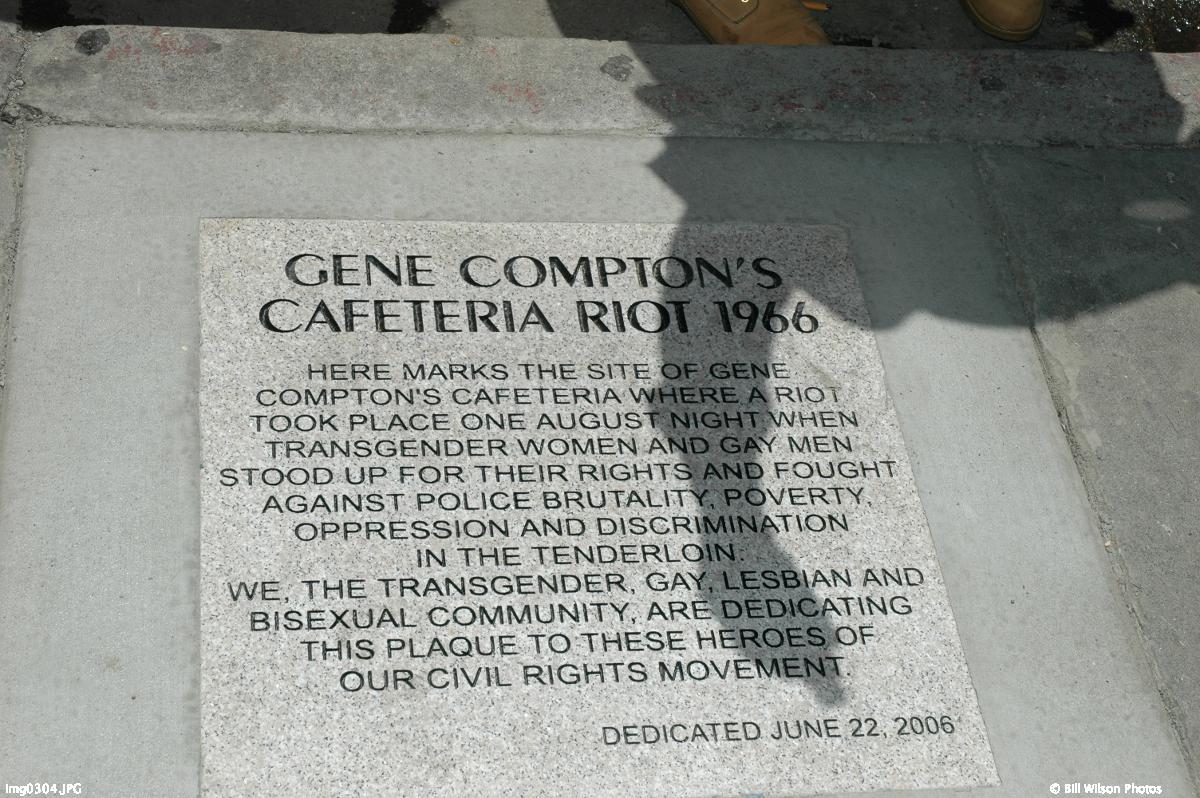 GENE COMPTON'S
CAFETERIA RIOT 1966
HERE MARKS THE SITE OF GENE
COMPTON'S CAFETERIA WHERE A RIOT
TOOK PLACE ONE AUGUST NIGHT WHEN
TRANSGENDER WOMEN AND GAY MEN
STOOD UP FOR THEIR RIGHTS AND FOUGHT
AGAINST POLICE BRUTALITY, POVERTY,
OPPRESSION AND DISCRIMINATION
IN THE TENDERLOIN.
WE, THE TRANSGENDER, GAY, LESBIAN AND
BISEXUAL COMMUNITY, ARE DEDICATING
THIS PLAQUE TO THESE HEROES OF
OUR CIVIL RIGHTS MOVEMENT.
DEDICATED JUNE 22, 2006
Img0304.JPG
© Bill Wilson Photos